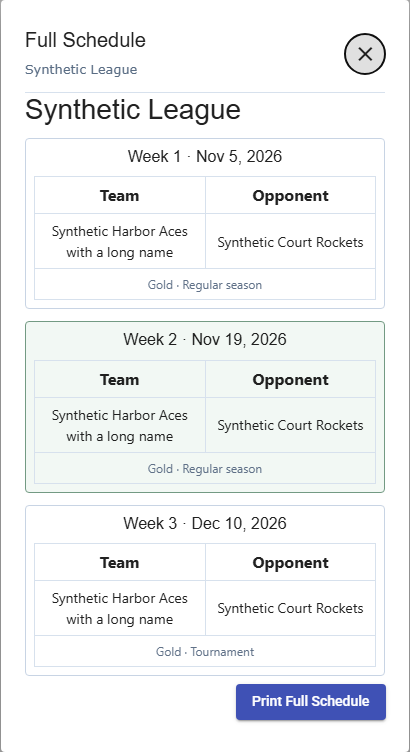 Full Schedule
Synthetic League
Synthetic League
Week 1 · Nov 5, 2026
Team Opponent
Synthetic Harbor Aces
with a long name
Synthetic Court Rockets
Gold · Regular season
Week 2 · Nov 19, 2026
Team Opponent
Synthetic Harbor Aces
with a long name
Synthetic Court Rockets
Gold · Regular season
Week 3 · Dec 10, 2026
Team Opponent
Synthetic Harbor Aces
with a long name
Synthetic Court Rockets
Gold · Tournament
Print Full Schedule